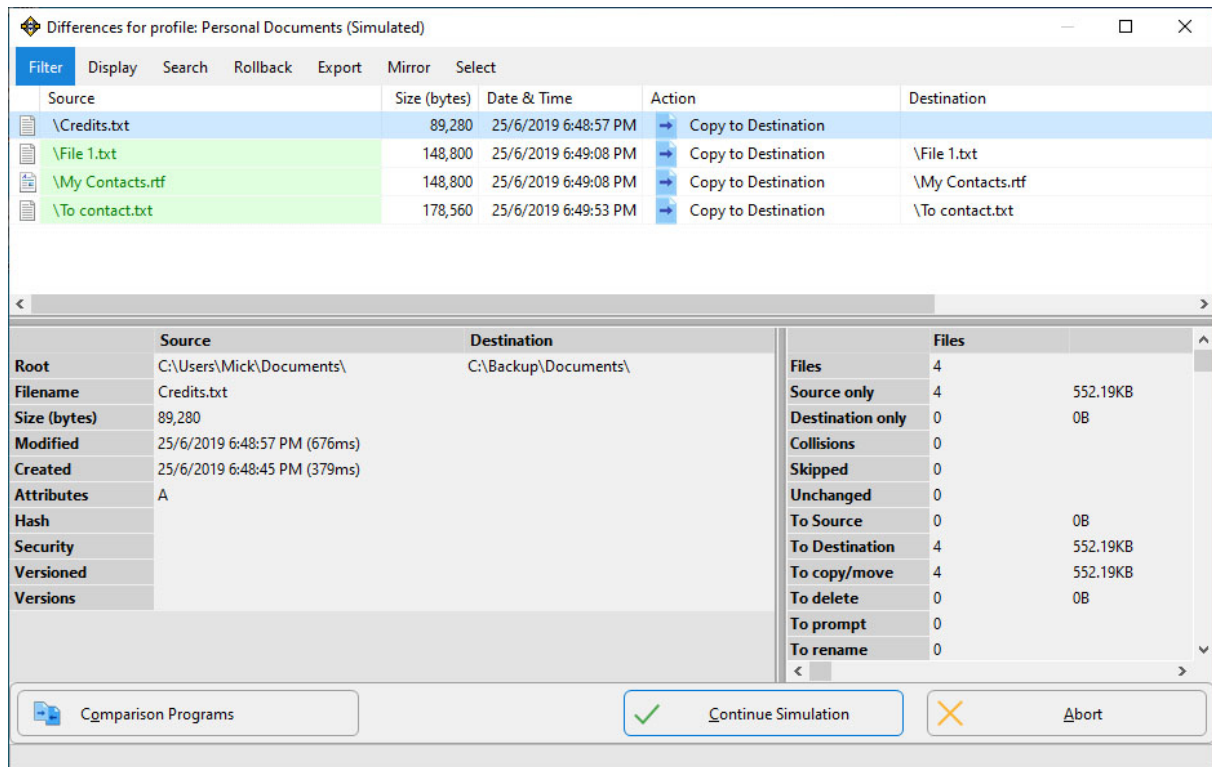 Differences for profile: Personal Documents (Simulated)
Filter Display Search Rollback Export Mirror Select
Source Size (bytes) Date & Time Action Destination
\Credits.txt 89,280 25/6/2019 6:48:57 PM Copy to Destination
\File 1.txt 148,800 25/6/2019 6:49:08 PM Copy to Destination \File 1.txt
\My Contacts.rtf 148,800 25/6/2019 6:49:08 PM Copy to Destination \My Contacts.rtf
\To contact.txt 178,560 25/6/2019 6:49:53 PM Copy to Destination \To contact.txt
Source Destination
Root C:\Users\Mick\Documents\ C:\Backup\Documents\
Filename Credits.txt
Size (bytes) 89,280
Modified 25/6/2019 6:48:57 PM (676ms)
Created 25/6/2019 6:48:45 PM (379ms)
Attributes A
Hash
Security
Versioned
Versions
Files
Files 4
Source only 4 552.19KB
Destination only 0 0B
Collisions 0
Skipped 0
Unchanged 0
To Source 0 0B
To Destination 4 552.19KB
To copy/move 4 552.19KB
To delete 0 0B
To prompt 0
To rename 0
Comparison Programs Continue Simulation Abort